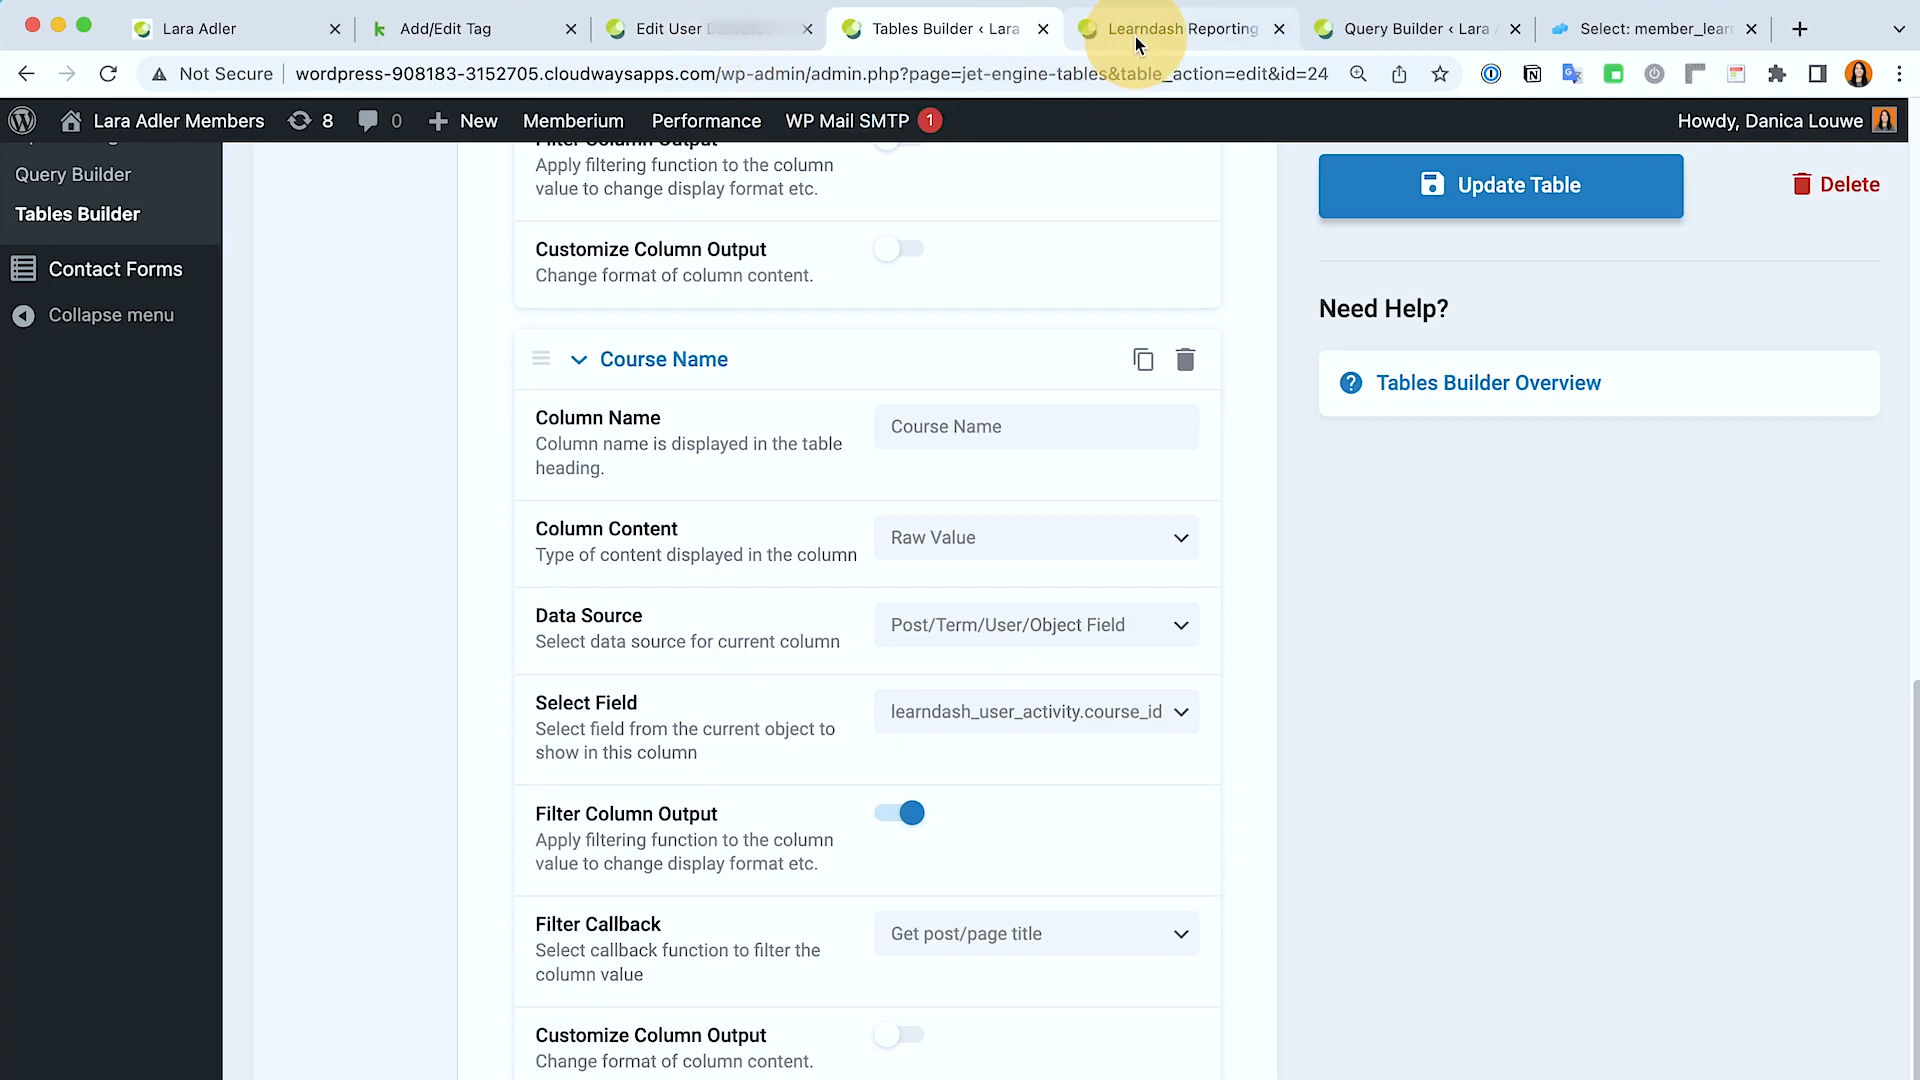 Lara Adler
Add/Edit Tag
Edit User
Tables Builder ‹ Lara
Learndash Reporting
Query Builder ‹ Lara
Select: member_lear
Not Secure
wordpress-908183-3152705.cloudwaysapps.com/wp-admin/admin.php?page=jet-engine-tables&table_action=edit&id=24
Lara Adler Members
8
0
New
Memberium
Performance
WP Mail SMTP
1
Howdy, Danica Louwe
Query Builder
Tables Builder
Contact Forms
Collapse menu
Filter Column Output
Apply filtering function to the column
value to change display format etc.
Customize Column Output
Change format of column content.
Course Name
Column Name
Column name is displayed in the table
heading.
Course Name
Column Content
Type of content displayed in the column
Raw Value
Data Source
Select data source for current column
Post/Term/User/Object Field
Select Field
Select field from the current object to
show in this column
learndash_user_activity.course_id
Filter Column Output
Apply filtering function to the column
value to change display format etc.
Filter Callback
Select callback function to filter the
column value
Get post/page title
Customize Column Output
Change format of column content.
Update Table
Delete
Need Help?
Tables Builder Overview